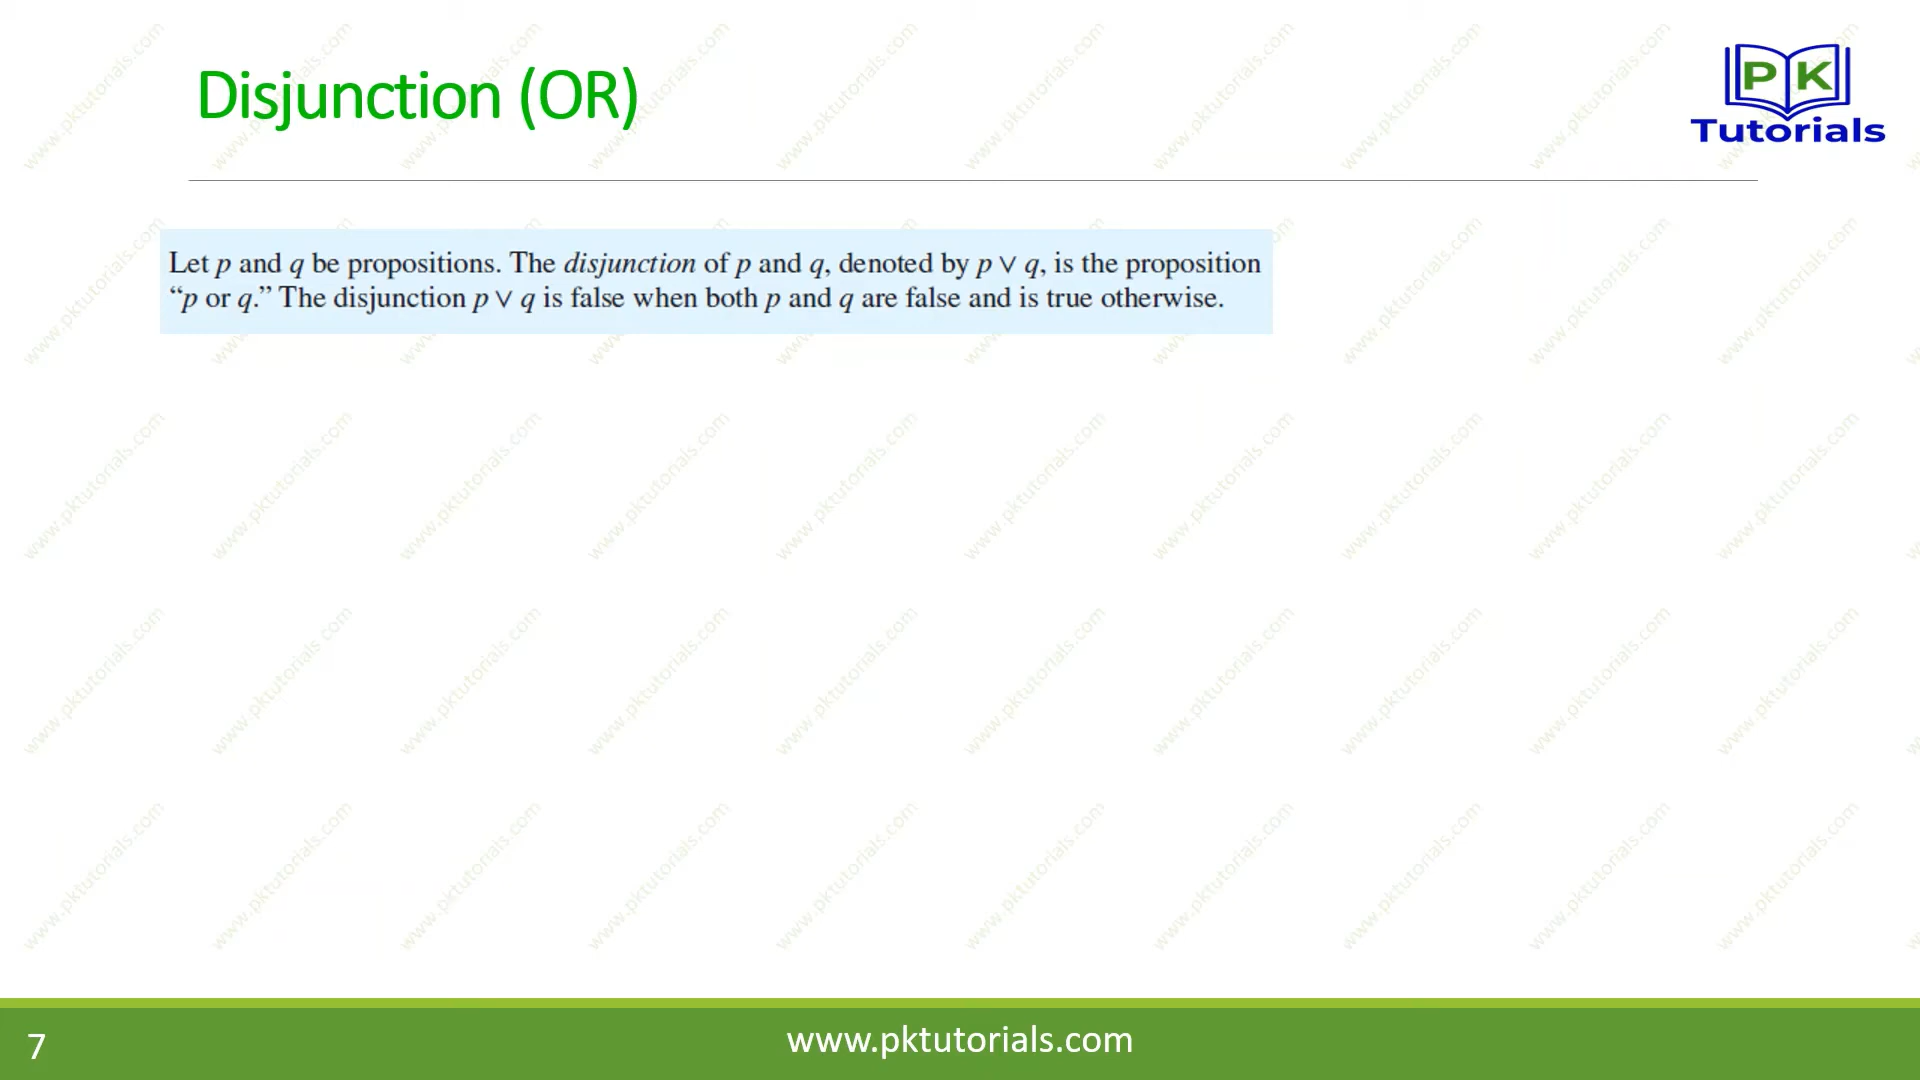 Disjunction (OR)
P K
Tutorials
Let p and q be propositions. The disjunction of p and q, denoted by p ∨ q, is the proposition
“p or q.” The disjunction p ∨ q is false when both p and q are false and is true otherwise.
7
www.pktutorials.com